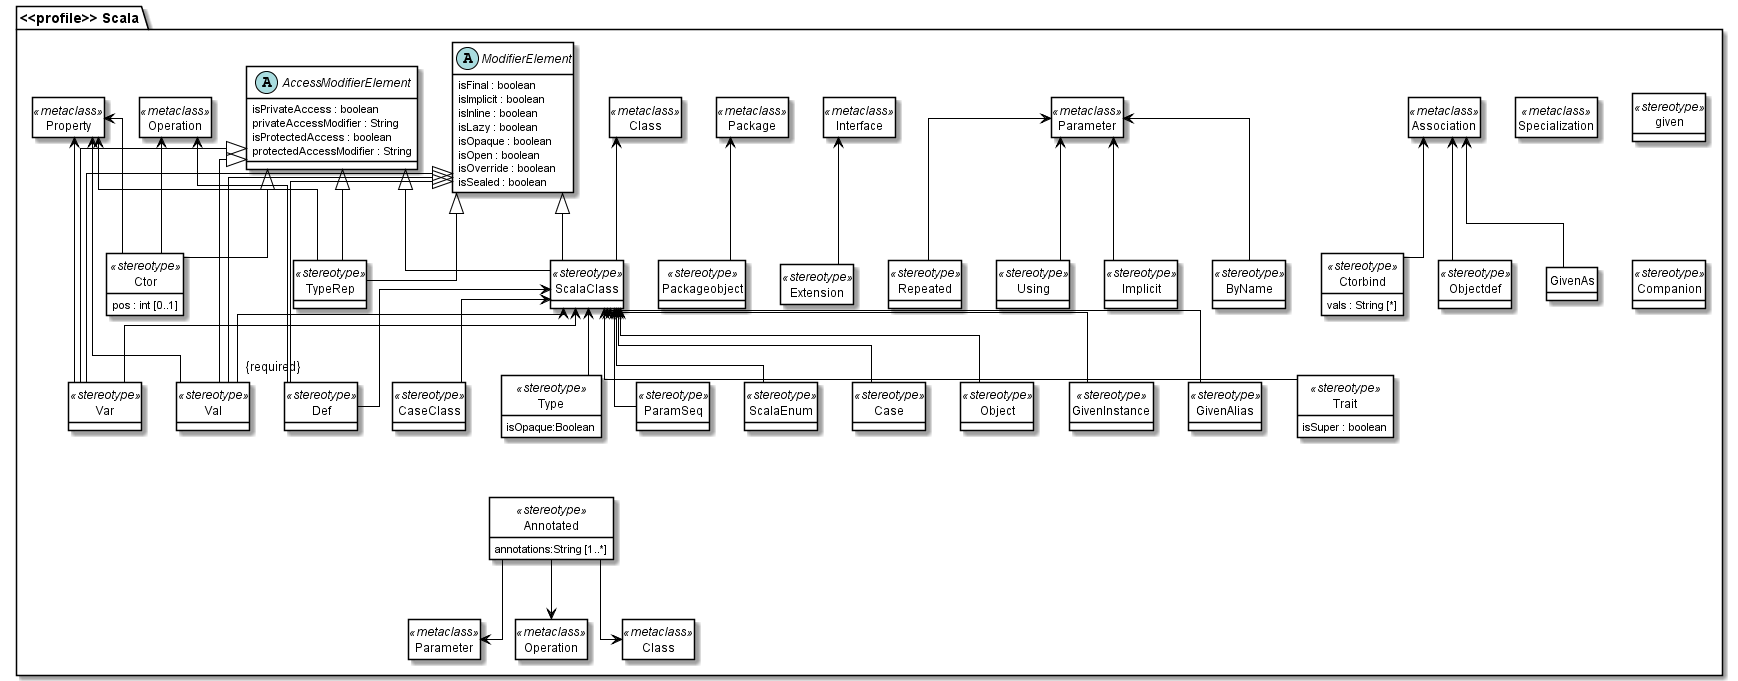 <<profile>> Scala
A ModifierElement
isFinal : boolean
isImplicit : boolean
isInline : boolean
isLazy : boolean
isOpaque : boolean
isOpen : boolean
isOverride : boolean
isSealed : boolean
A AccessModifierElement
isPrivateAccess : boolean
privateAccessModifier : String
isProtectedAccess : boolean
protectedAccessModifier : String
«metaclass»
Property
«metaclass»
Operation
«metaclass»
Class
«metaclass»
Package
«metaclass»
Interface
«metaclass»
Parameter
«metaclass»
Association
«metaclass»
Specialization
«stereotype»
given
«stereotype»
Ctor
pos : int [0..1]
«stereotype»
TypeRep
«stereotype»
ScalaClass
«stereotype»
Packageobject
«stereotype»
Extension
«stereotype»
Repeated
«stereotype»
Using
«stereotype»
Implicit
«stereotype»
ByName
«stereotype»
Ctorbind
vals : String [*]
«stereotype»
Objectdef
GivenAs
«stereotype»
Companion
{required}
«stereotype»
Var
«stereotype»
Val
«stereotype»
Def
«stereotype»
CaseClass
«stereotype»
Type
isOpaque:Boolean
«stereotype»
ParamSeq
«stereotype»
ScalaEnum
«stereotype»
Case
«stereotype»
Object
«stereotype»
GivenInstance
«stereotype»
GivenAlias
«stereotype»
Trait
isSuper : boolean
«stereotype»
Annotated
annotations:String [1..*]
«metaclass»
Parameter
«metaclass»
Operation
«metaclass»
Class